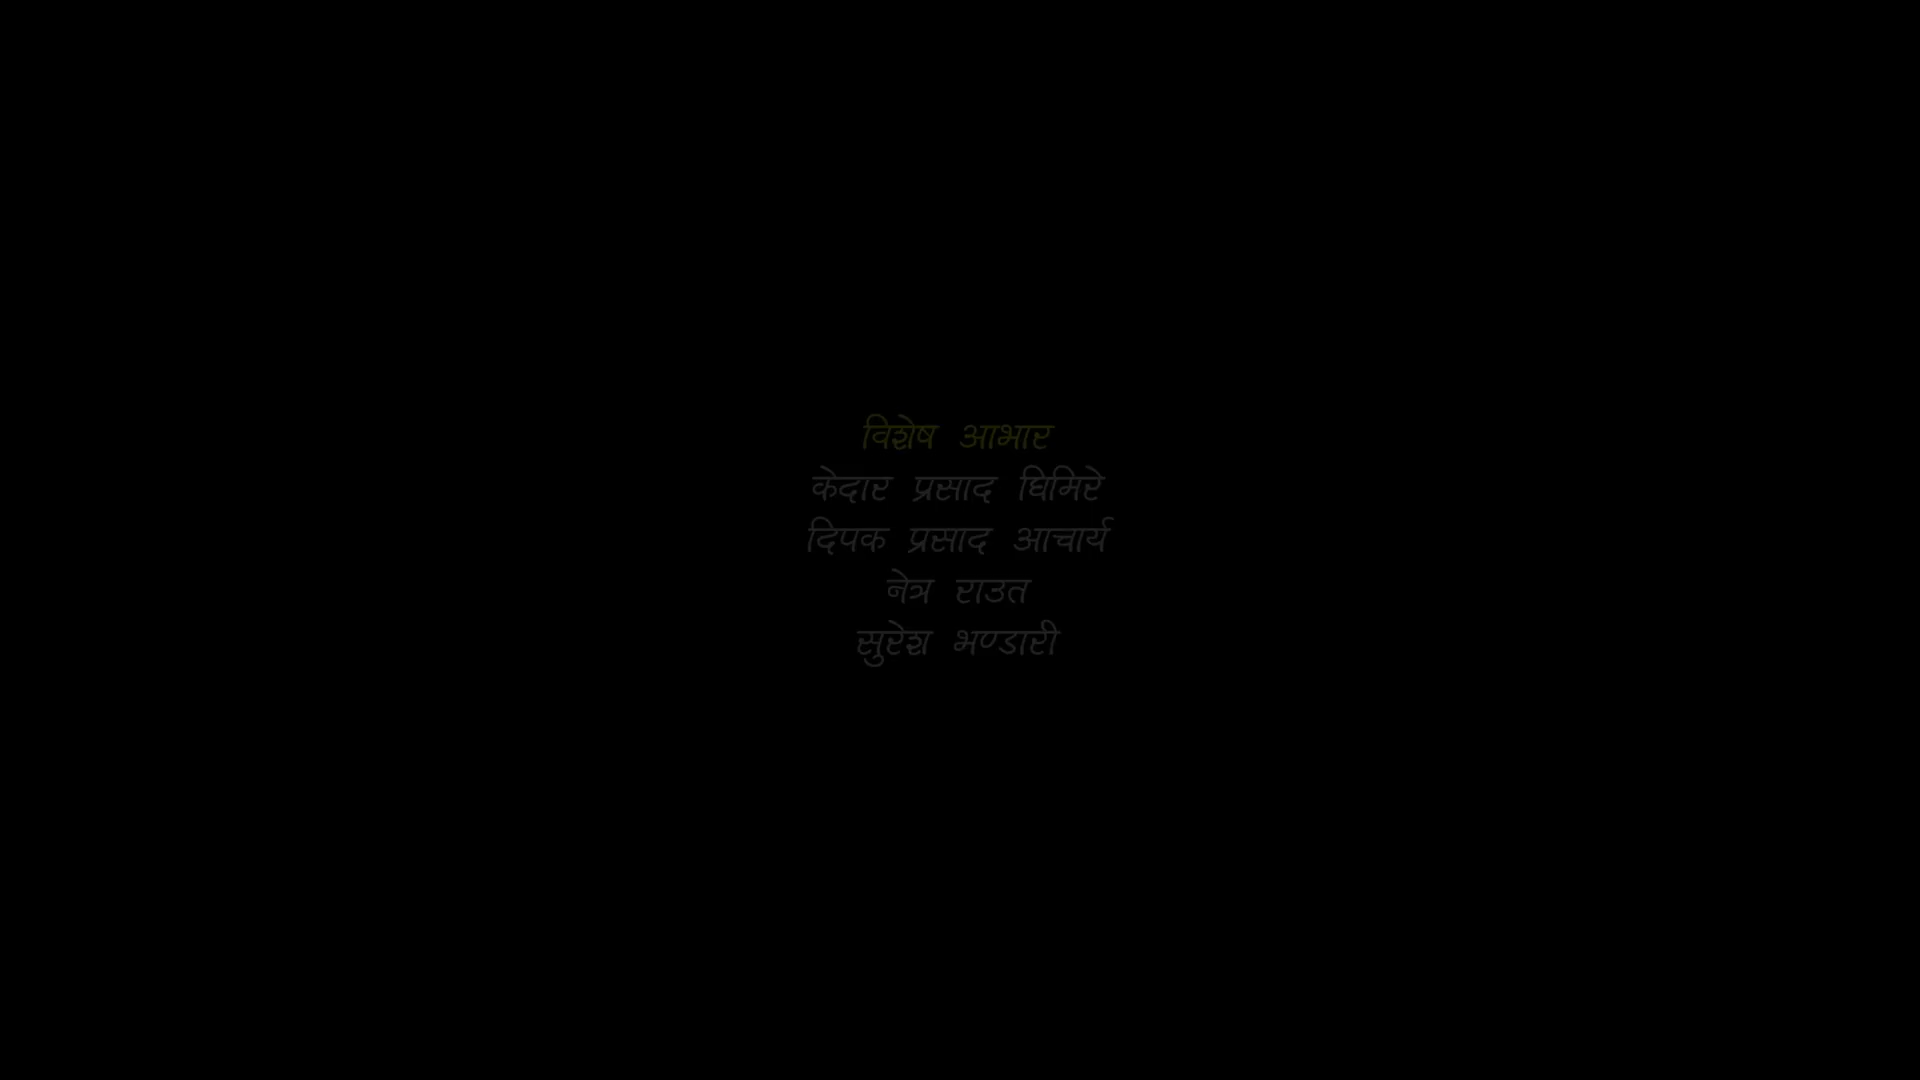 विशेष आभार
केदार प्रसाद घिमिरे
दिपक प्रसाद आचार्य
नेत्र राउत
सुरेश भण्डारी